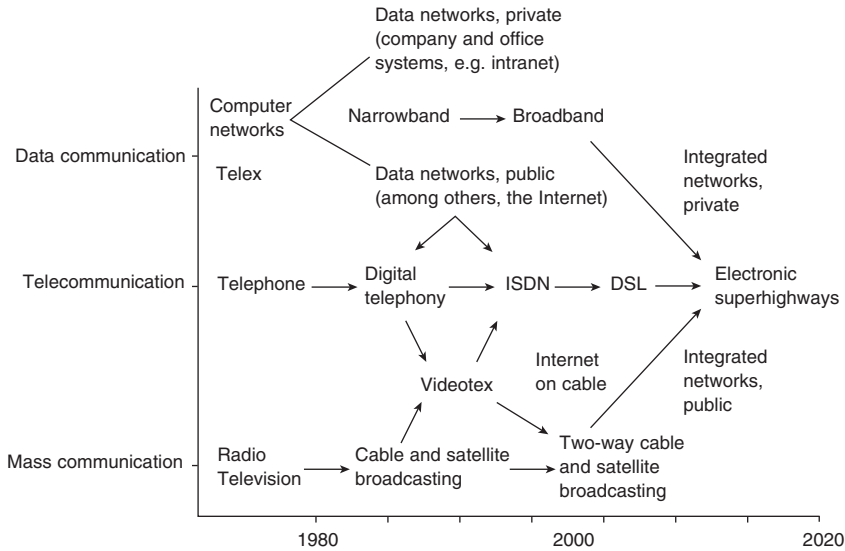 Data networks, private
(company and office
systems, e.g. intranet)
Computer
networks
Narrowband
Broadband
Data communication
Telex
Data networks, public
(among others, the Internet)
Integrated
networks,
private
Telecommunication
Telephone
Digital
telephony
ISDN
DSL
Electronic
superhighways
Videotex
Internet
on cable
Integrated
networks,
public
Mass communication
Radio
Television
Cable and satellite
broadcasting
Two-way cable
and satellite
broadcasting
1980
2000
2020